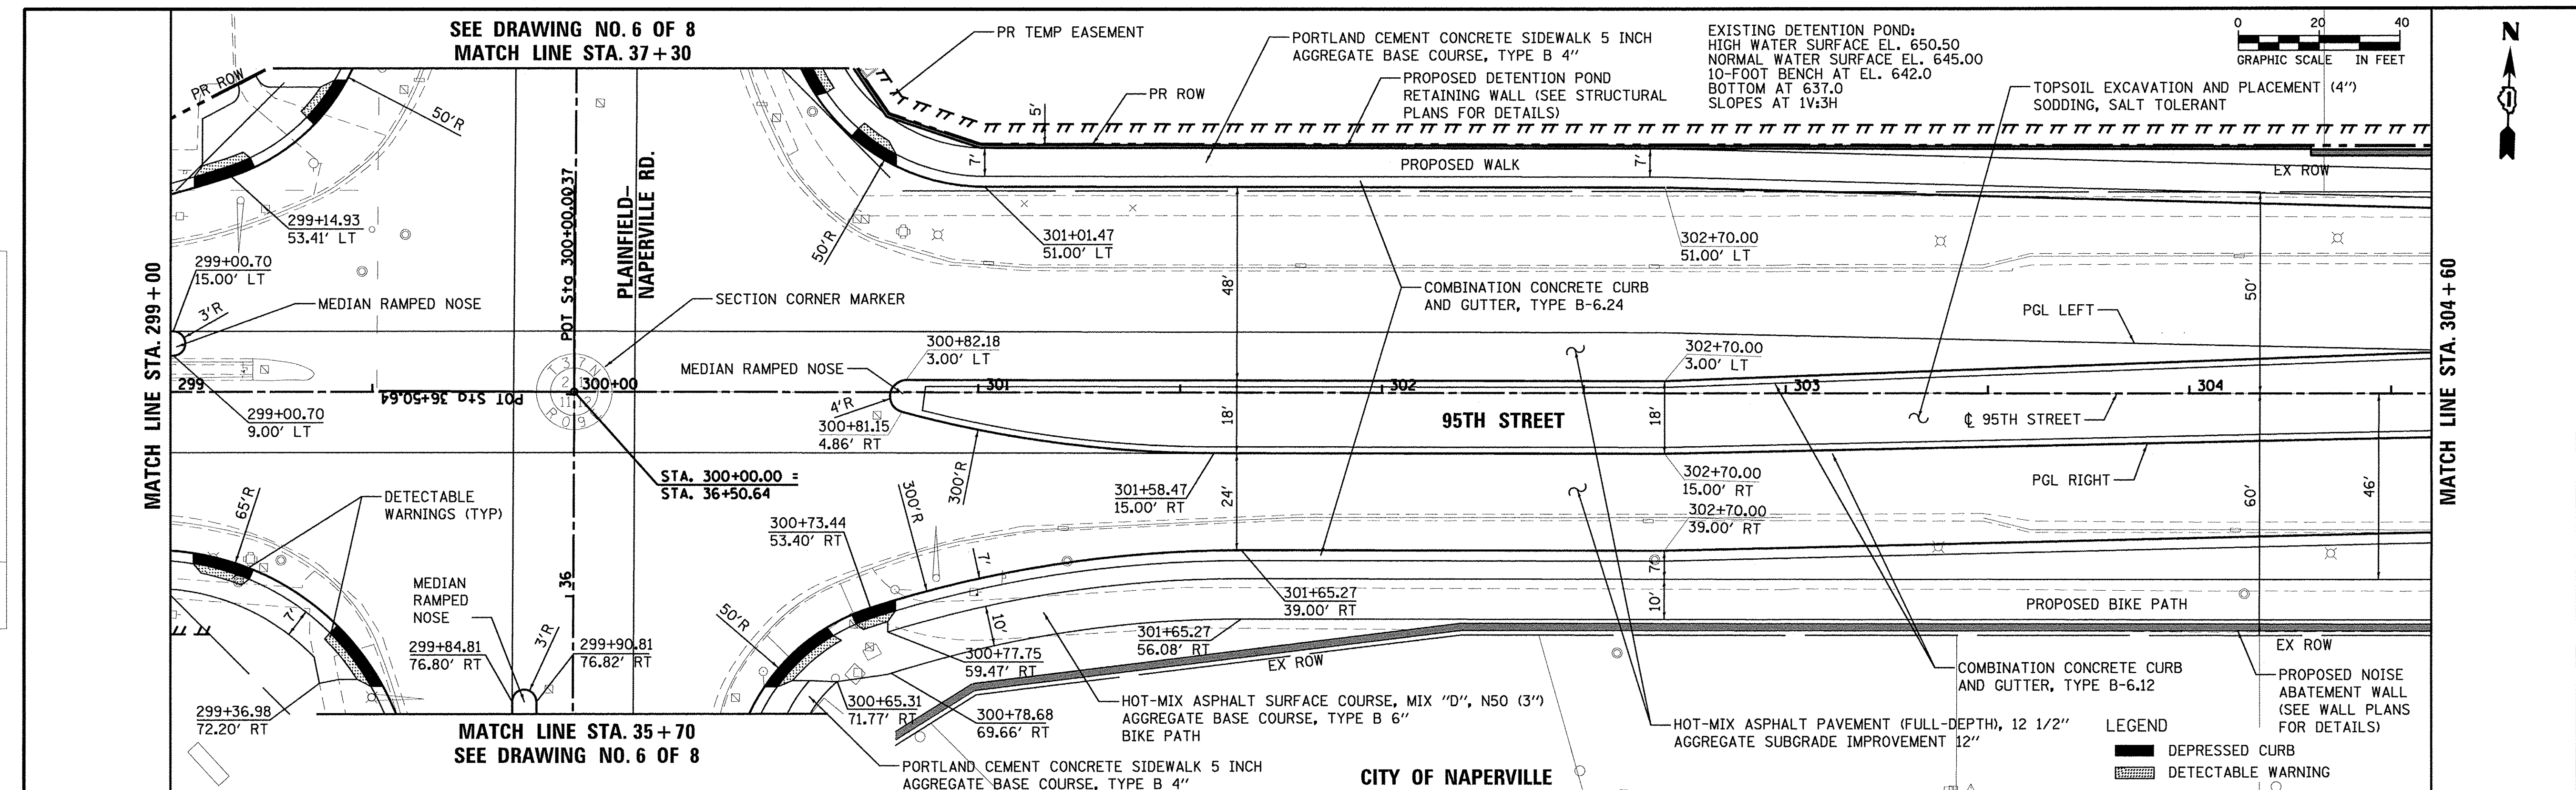 SEE DRAWING NO. 6 OF 8
MATCH LINE STA. 37+30
PR TEMP EASEMENT
PORTLAND CEMENT CONCRETE SIDEWALK 5 INCH
AGGREGATE BASE COURSE, TYPE B 4"
PROPOSED DETENTION POND
RETAINING WALL (SEE STRUCTURAL
PLANS FOR DETAILS)
EXISTING DETENTION POND:
HIGH WATER SURFACE EL. 650.50
NORMAL WATER SURFACE EL. 645.00
10-FOOT BENCH AT EL. 642.0
BOTTOM AT 637.0
SLOPES AT 1V:3H
0 20 40
GRAPHIC SCALE IN FEET
N
TOPSOIL EXCAVATION AND PLACEMENT (4")
SODDING, SALT TOLERANT
PR ROW
50'R
PR ROW
5'
7'
PROPOSED WALK
7'
EX ROW
299+14.93
53.41' LT
299+00.70
15.00' LT
3'R
MEDIAN RAMPED NOSE
MATCH LINE STA. 299+00
299
299+00.70
9.00' LT
POT Sta 36+50.64
POT Sta 300+00.0037
PLAINFIELD-
NAPERVILLE RD.
SECTION CORNER MARKER
T 37 N
2 1
11 12
R 09
300+00
50'R
301+01.47
51.00' LT
302+70.00
51.00' LT
48'
COMBINATION CONCRETE CURB
AND GUTTER, TYPE B-6.24
50'
PGL LEFT
300+82.18
3.00' LT
MEDIAN RAMPED NOSE
302+70.00
3.00' LT
301
302
303
304
4'R
300+81.15
4.86' RT
18'
95TH STREET
18'
℄ 95TH STREET
MATCH LINE STA. 304+60
STA. 300+00.00 =
STA. 36+50.64
300'R
300'R
301+58.47
15.00' RT
24'
302+70.00
15.00' RT
302+70.00
39.00' RT
PGL RIGHT
60'
46'
65'R
DETECTABLE
WARNINGS (TYP)
300+73.44
53.40' RT
7'
36
MEDIAN
RAMPED
NOSE
3'R
299+84.81
76.80' RT
299+90.81
76.82' RT
7'
299+36.98
72.20' RT
50'R
10'
301+65.27
39.00' RT
7'
10'
PROPOSED BIKE PATH
301+65.27
56.08' RT
300+77.75
59.47' RT
EX ROW
EX ROW
300+65.31
71.77' RT
300+78.68
69.66' RT
HOT-MIX ASPHALT SURFACE COURSE, MIX "D", N50 (3")
AGGREGATE BASE COURSE, TYPE B 6"
BIKE PATH
COMBINATION CONCRETE CURB
AND GUTTER, TYPE B-6.12
PROPOSED NOISE
ABATEMENT WALL
(SEE WALL PLANS
FOR DETAILS)
HOT-MIX ASPHALT PAVEMENT (FULL-DEPTH), 12 1/2"
AGGREGATE SUBGRADE IMPROVEMENT 12"
MATCH LINE STA. 35+70
SEE DRAWING NO. 6 OF 8
PORTLAND CEMENT CONCRETE SIDEWALK 5 INCH
AGGREGATE BASE COURSE, TYPE B 4"
CITY OF NAPERVILLE
LEGEND
DEPRESSED CURB
DETECTABLE WARNING